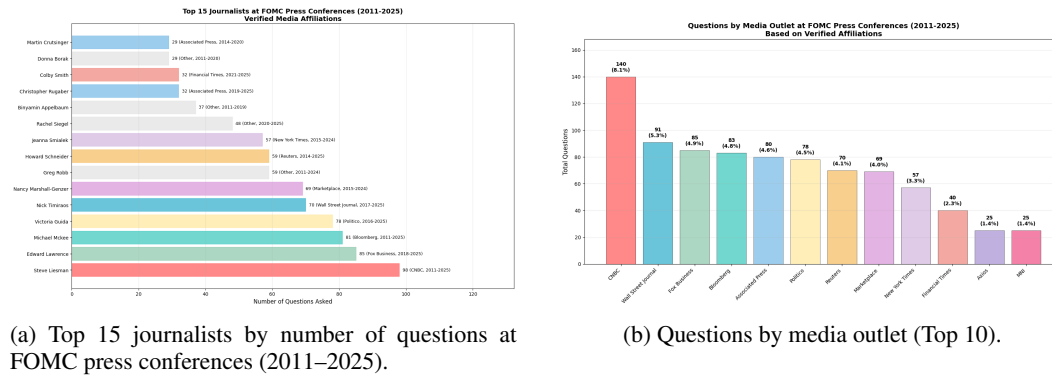 Top 15 Journalists at FOMC Press Conferences (2011-2025)
Verified Media Affiliations
Martin Crutsinger
29 (Associated Press, 2014-2020)
Donna Borak
29 (Other, 2011-2020)
Colby Smith
32 (Financial Times, 2021-2025)
Christopher Rugaber
32 (Associated Press, 2019-2025)
Binyamin Appelbaum
37 (Other, 2011-2019)
Rachel Siegel
48 (Other, 2020-2025)
Jeanna Smialek
57 (New York Times, 2015-2024)
Howard Schneider
59 (Reuters, 2014-2025)
Greg Robb
59 (Other, 2011-2024)
Nancy Marshall-Genzer
69 (Marketplace, 2015-2024)
Nick Timiraos
70 (Wall Street Journal, 2017-2025)
Victoria Guida
78 (Politico, 2016-2025)
Michael Mckee
81 (Bloomberg, 2011-2025)
Edward Lawrence
85 (Fox Business, 2018-2025)
Steve Liesman
98 (CNBC, 2011-2025)
0 20 40 60 80 100 120
Number of Questions Asked
(a) Top 15 journalists by number of questions at
FOMC press conferences (2011–2025).
Questions by Media Outlet at FOMC Press Conferences (2011-2025)
Based on Verified Affiliations
Total Questions
160
140
120
100
80
60
40
20
0
140
(8.1%)
91
(5.3%)
85
(4.9%)
83
(4.8%)
80
(4.6%)
78
(4.5%)
70
(4.1%)
69
(4.0%)
57
(3.3%)
40
(2.3%)
25
(1.4%)
25
(1.4%)
CNBC
Wall Street Journal
Fox Business
Bloomberg
Associated Press
Politico
Reuters
Marketplace
New York Times
Financial Times
Axios
MNI
(b) Questions by media outlet (Top 10).